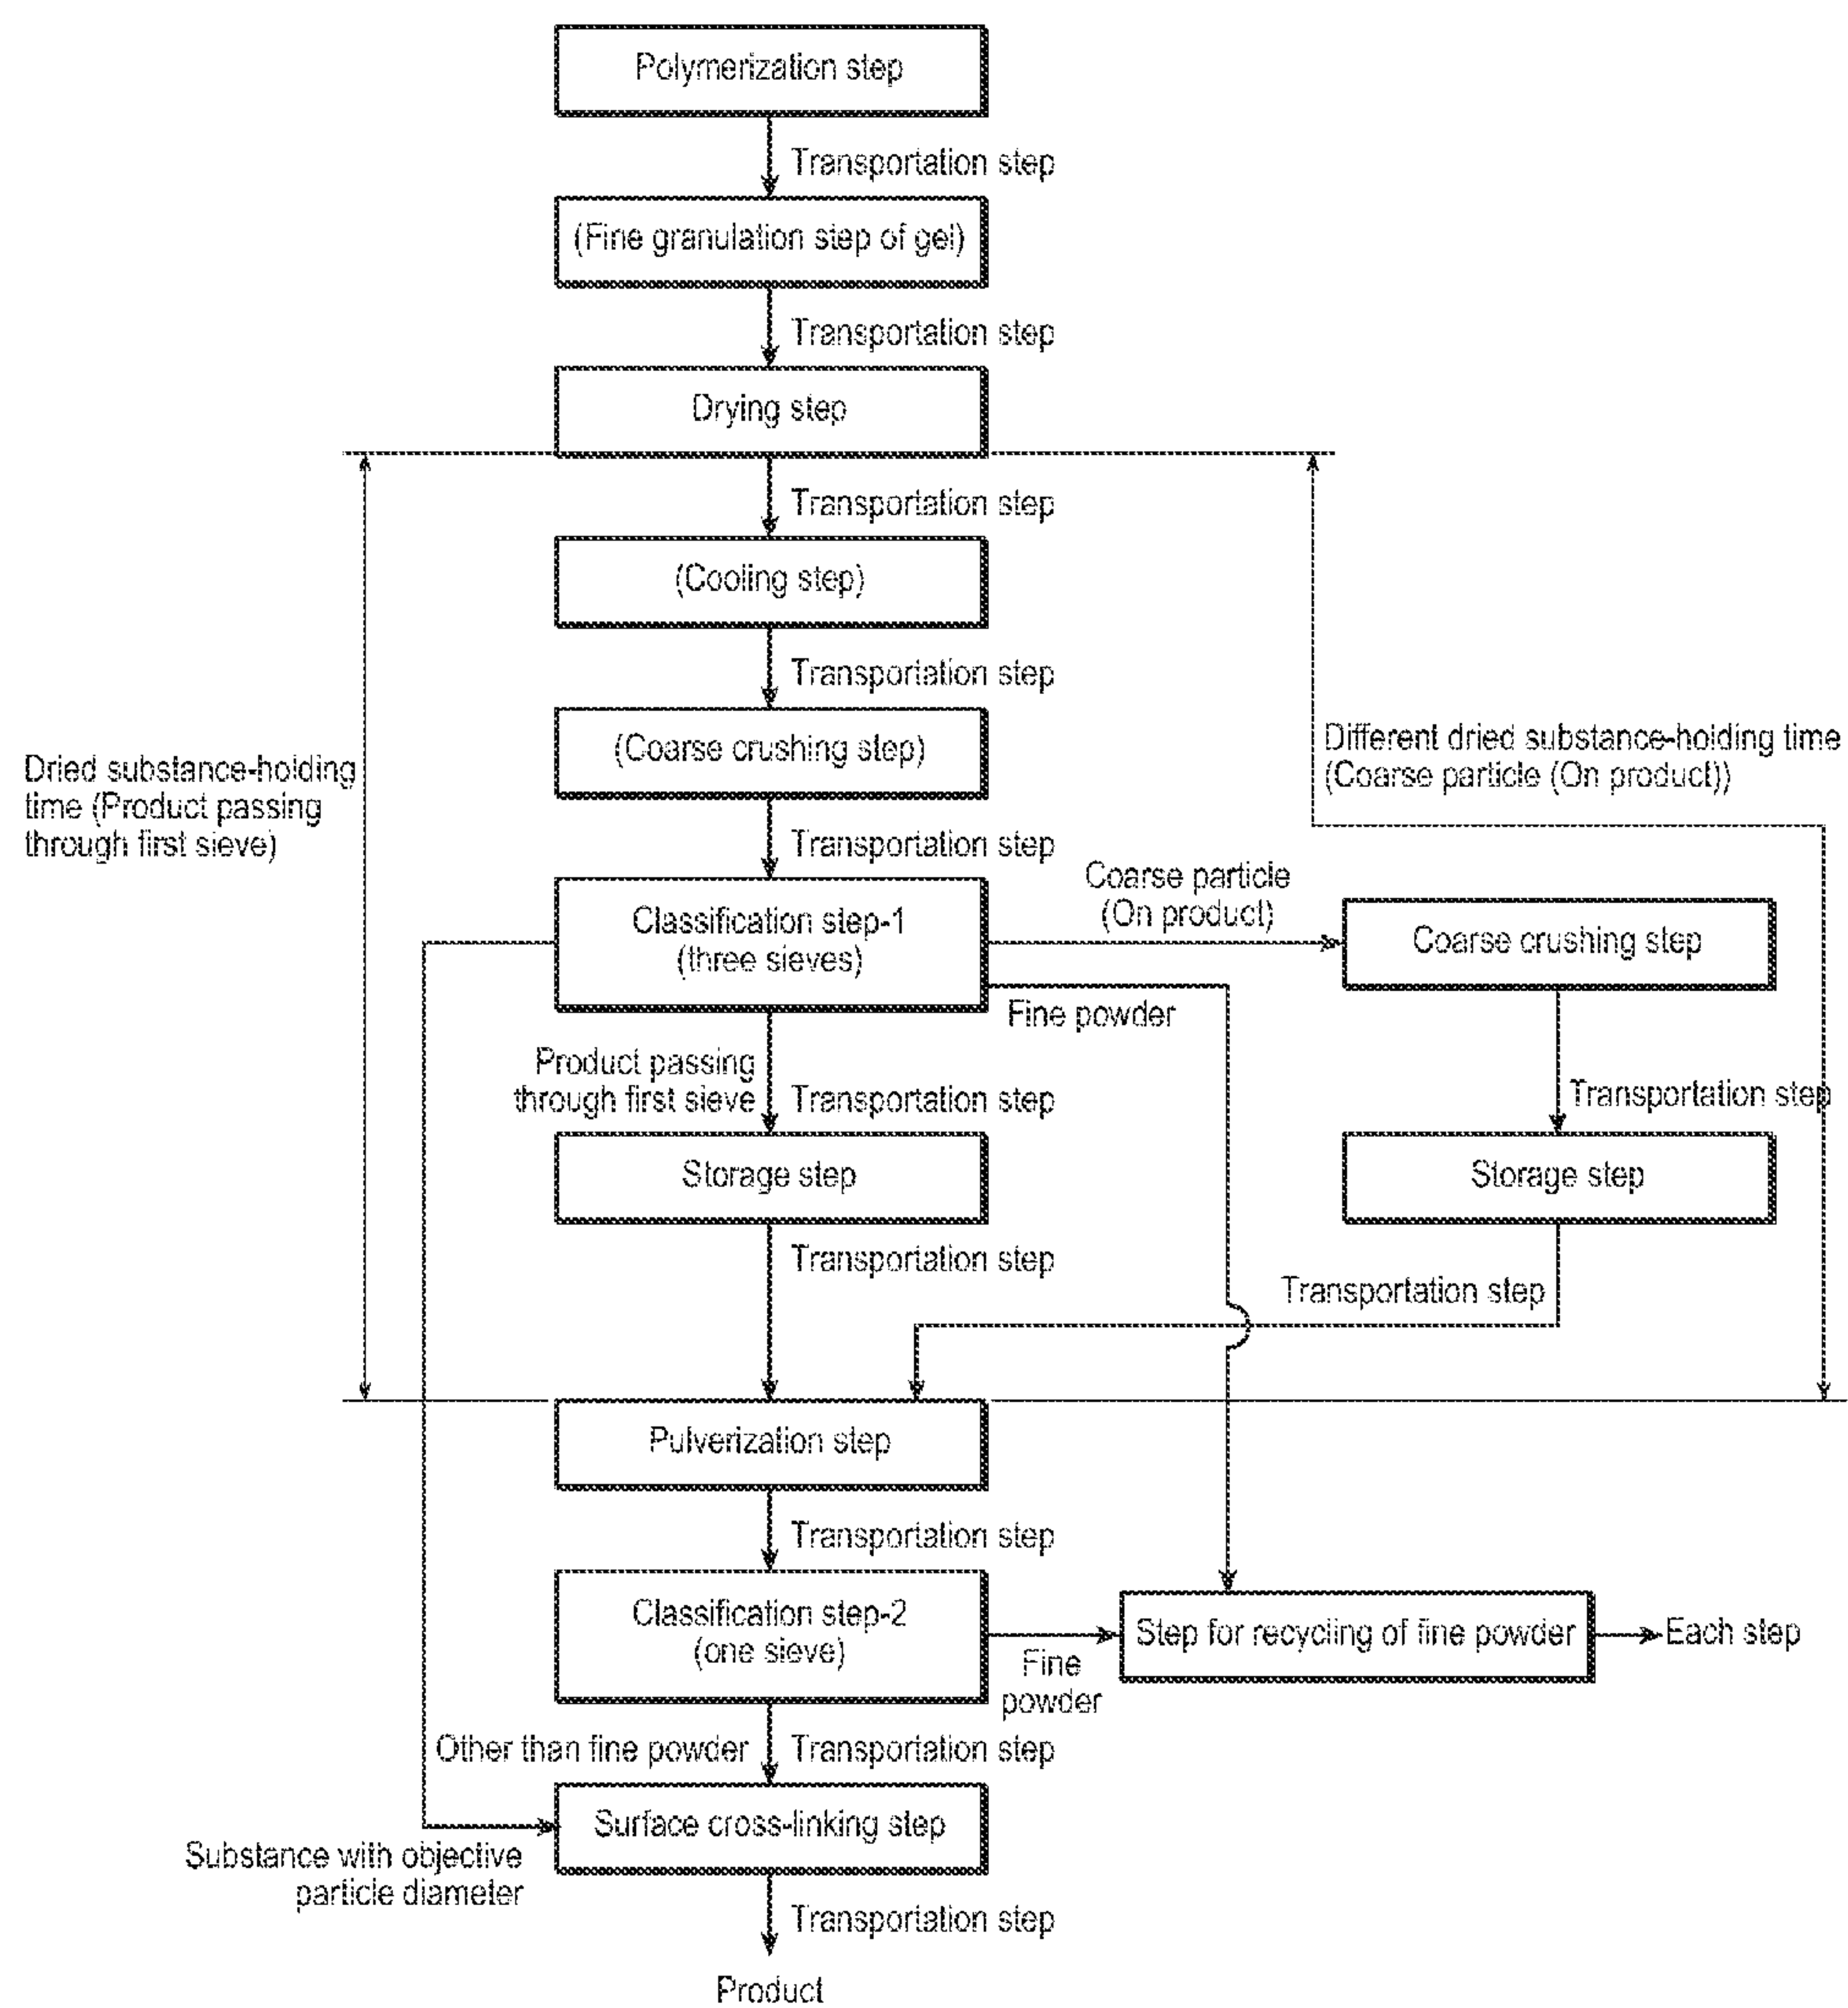 Polymerization step
Transportation step
(Fine granulation step of gel)
Transportation step
Drying step
Transportation step
(Cooling step)
Transportation step
(Coarse crushing step)
Different dried substance-holding time
(Coarse particle (On product))
Dried substance-holding
time (Product passing
through first sieve)
Transportation step
Coarse particle
(On product)
Classification step-1
(three sieves)
Coarse crushing step
Fine powder
Product passing
through first sieve
Transportation step
Transportation step
Storage step
Storage step
Transportation step
Transportation step
Pulverization step
Transportation step
Classification step-2
(one sieve)
Step for recycling of fine powder
Each step
Fine
powder
Other than fine powder
Transportation step
Surface cross-linking step
Substance with objective
particle diameter
Transportation step
Product